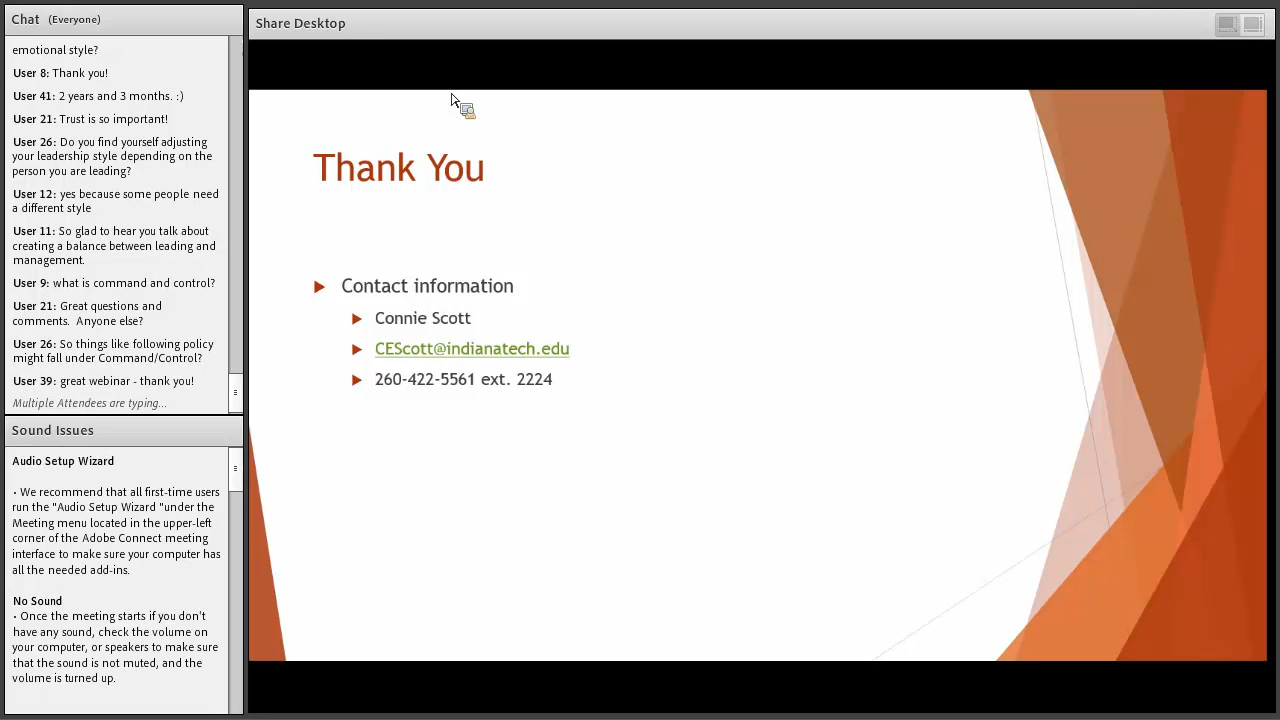 Chat (Everyone)
emotional style?
User 8: Thank you!
User 41: 2 years and 3 months. :)
User 21: Trust is so important!
User 26: Do you find yourself adjusting
your leadership style depending on the
person you are leading?
User 12: yes because some people need
a different style
User 11: So glad to hear you talk about
creating a balance between leading and
management.
User 9: what is command and control?
User 21: Great questions and
comments.  Anyone else?
User 26: So things like following policy
might fall under Command/Control?
User 39: great webinar - thank you!
Multiple Attendees are typing...
Sound Issues
Audio Setup Wizard
• We recommend that all first-time users
run the "Audio Setup Wizard "under the
Meeting menu located in the upper-left
corner of the Adobe Connect meeting
interface to make sure your computer has
all the needed add-ins.
No Sound
• Once the meeting starts if you don't
have any sound, check the volume on
your computer, or speakers to make sure
that the sound is not muted, and the
volume is turned up.
Share Desktop
Thank You
Contact information
Connie Scott
CEScott@indianatech.edu
260-422-5561 ext. 2224